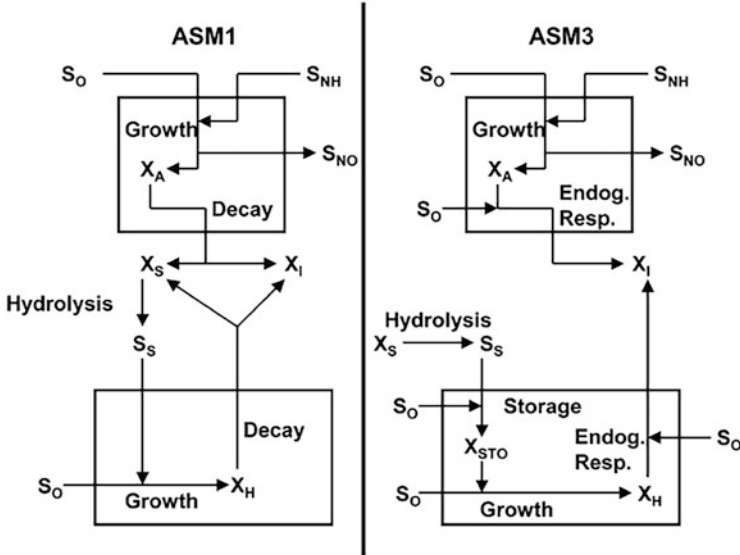 ASM1
S_O
S_NH
Growth
S_NO
X_A
Decay
X_S
X_I
Hydrolysis
S_S
Decay
S_O
X_H
Growth
ASM3
S_O
S_NH
Growth
S_NO
X_A
Endog.
S_O
Resp.
X_I
Hydrolysis
X_S
S_S
S_O
Storage
X_STO
Endog.
Resp.
S_O
S_O
X_H
Growth